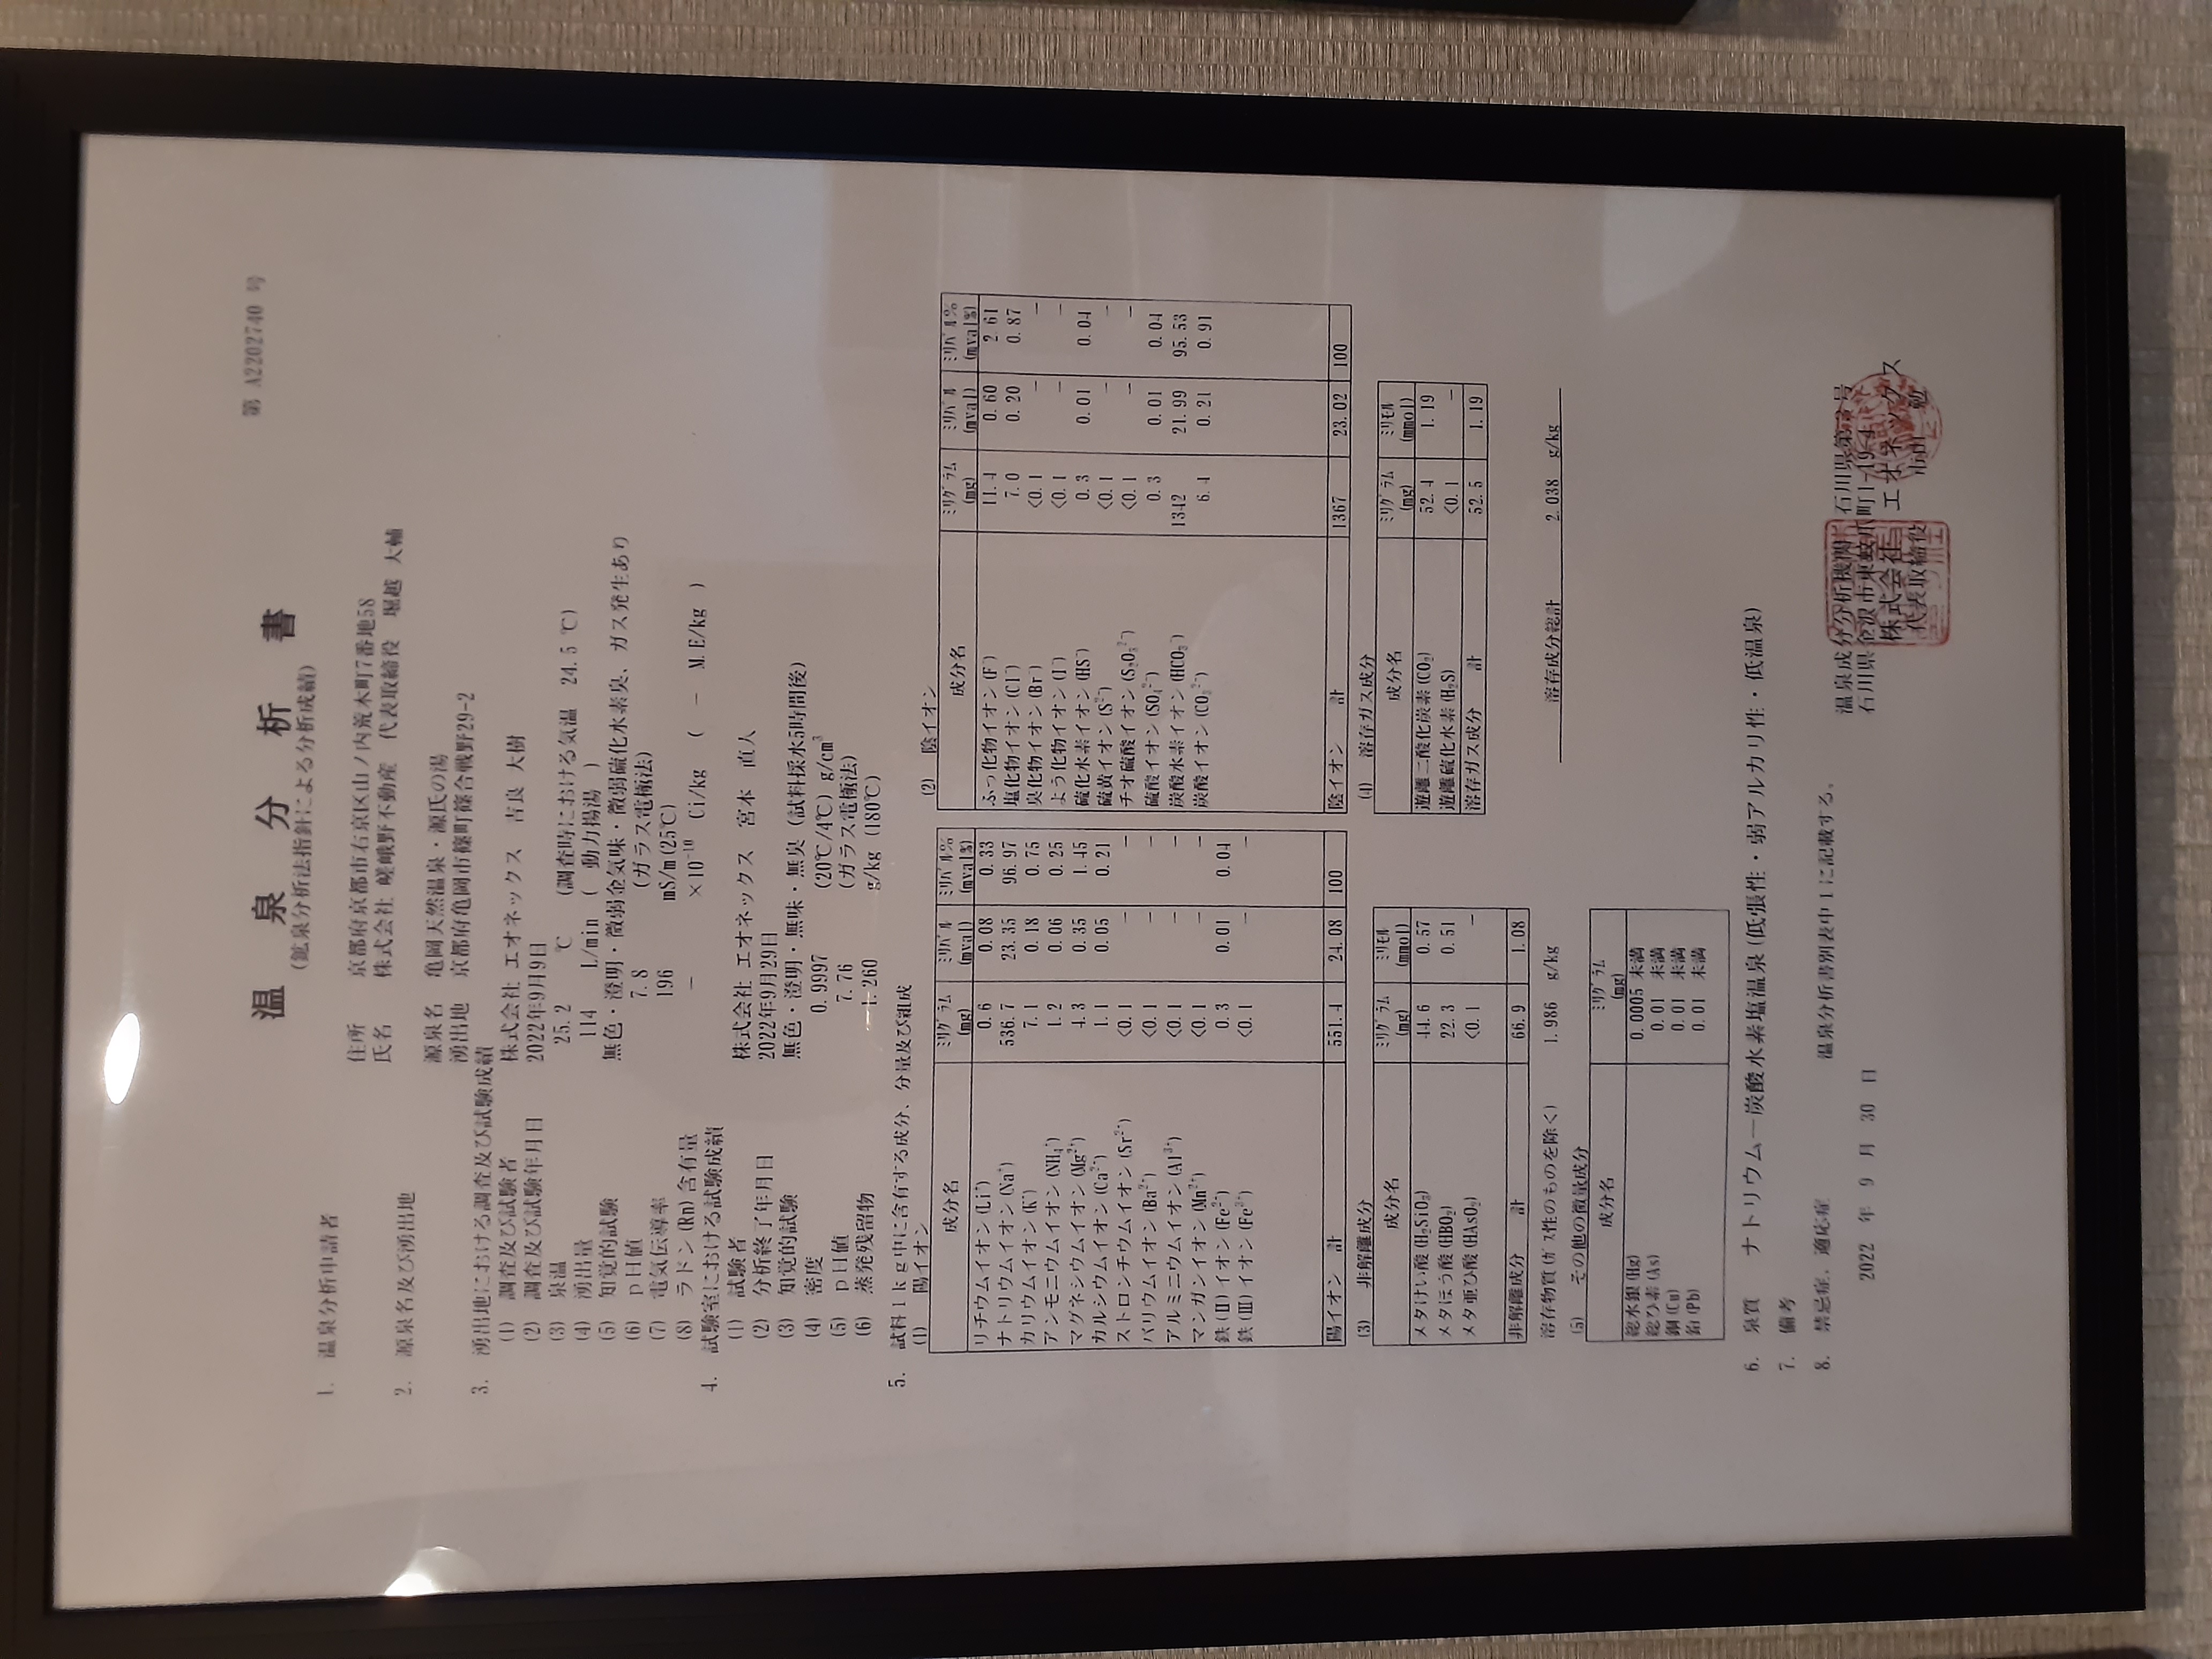 第 A2202740 号
温 泉 分 析 書
(鉱泉分析法指針による分析成績)
1. 温泉分析申請者 住所 京都府京都市右京区山ノ内荒木町7番地58
氏名 株式会社 嵯峨野不動産 代表取締役 堀越 大輔
2. 源泉名及び湧出地 源泉名 亀岡天然温泉・源氏の湯
湧出地 京都府亀岡市篠町篠合戦野29-2
3. 湧出地における調査及び試験成績
(1) 調査及び試験者 株式会社 エオネックス 吉良 大樹
(2) 調査及び試験年月日 2022年9月9日
(3) 泉温 25.2 ℃ (調査時における気温 24.5 ℃)
(4) 湧出量 114 L/min ( 動力揚湯 )
(5) 知覚的試験 無色・澄明・微弱金気味・微弱硫化水素臭、ガス発生あり
(6) pH値 7.8 (ガラス電極法)
(7) 電気伝導率 196 mS/m(25℃)
(8) ラドン(Rn)含有量 — ×10⁻¹⁰ Ci/kg ( — M.E/kg )
4. 試験室における試験成績
(1) 試験者 株式会社 エオネックス 宮本 直人
(2) 分析終了年月日 2022年9月29日
(3) 知覚的試験 無色・澄明・無味・無臭 (試料採水5時間後)
(4) 密度 0.9997 (20℃/4℃) g/cm³
(5) pH値 7.76 (ガラス電極法)
(6) 蒸発残留物 1.260 g/kg (180℃)
5. 試料1kg中に含有する成分、分量及び組成
(1) 陽イオン
成分名 ミリグラム(mg) ミリバル(mval) ミリバル%(mval%)
リチウムイオン(Li⁺) 0.6 0.08 0.33
ナトリウムイオン(Na⁺) 536.7 23.35 96.97
カリウムイオン(K⁺) 7.1 0.18 0.75
アンモニウムイオン(NH₄⁺) 1.2 0.06 0.25
マグネシウムイオン(Mg²⁺) 4.3 0.35 1.45
カルシウムイオン(Ca²⁺) 1.1 0.05 0.21
ストロンチウムイオン(Sr²⁺) <0.1 — —
バリウムイオン(Ba²⁺) <0.1 — —
アルミニウムイオン(Al³⁺) <0.1 — —
マンガンイオン(Mn²⁺) <0.1 — —
鉄(Ⅱ)イオン(Fe²⁺) 0.3 0.01 0.04
鉄(Ⅲ)イオン(Fe³⁺) <0.1 — —
陽イオン 計 551.4 24.08 100
(2) 陰イオン
成分名 ミリグラム(mg) ミリバル(mval) ミリバル%(mval%)
ふっ化物イオン(F⁻) 11.4 0.60 2.61
塩化物イオン(Cl⁻) 7.0 0.20 0.87
臭化物イオン(Br⁻) <0.1 — —
よう化物イオン(I⁻) <0.1 — —
硫化水素イオン(HS⁻) 0.3 0.01 0.04
硫黄イオン(S²⁻) <0.1 — —
チオ硫酸イオン(S₂O₃²⁻) <0.1 — —
硫酸イオン(SO₄²⁻) 0.3 0.01 0.04
炭酸水素イオン(HCO₃⁻) 1342 21.99 95.53
炭酸イオン(CO₃²⁻) 6.4 0.21 0.91
陰イオン 計 1367 23.02 100
(3) 非解離成分
成分名 ミリグラム(mg) ミリモル(mmol)
メタけい酸(H₂SiO₃) 44.6 0.57
メタほう酸(HBO₂) 22.3 0.51
メタ亜ひ酸(HAsO₂) <0.1 —
非解離成分 計 66.9 1.08
(4) 溶存ガス成分
成分名 ミリグラム(mg) ミリモル(mmol)
遊離二酸化炭素(CO₂) 52.4 1.19
遊離硫化水素(H₂S) <0.1 —
溶存ガス成分 計 52.5 1.19
溶存物質(ガス性のものを除く) 1.986 g/kg
溶存成分総計 2.038 g/kg
(5) その他の微量成分
成分名 ミリグラム(mg)
総水銀(Hg) 0.0005 未満
総ひ素(As) 0.01 未満
銅(Cu) 0.01 未満
鉛(Pb) 0.01 未満
6. 泉質 ナトリウム—炭酸水素塩温泉(低張性・弱アルカリ性・低温泉)
7. 備考
8. 禁忌症、適応症 温泉分析書別表中1に記載する。
2022 年 9 月 30 日
温泉成分分析機関 石川県第 号
石川県金沢市東蚊爪町1-19-4
株式会社 エオネックス
代表取締役 市田 勉